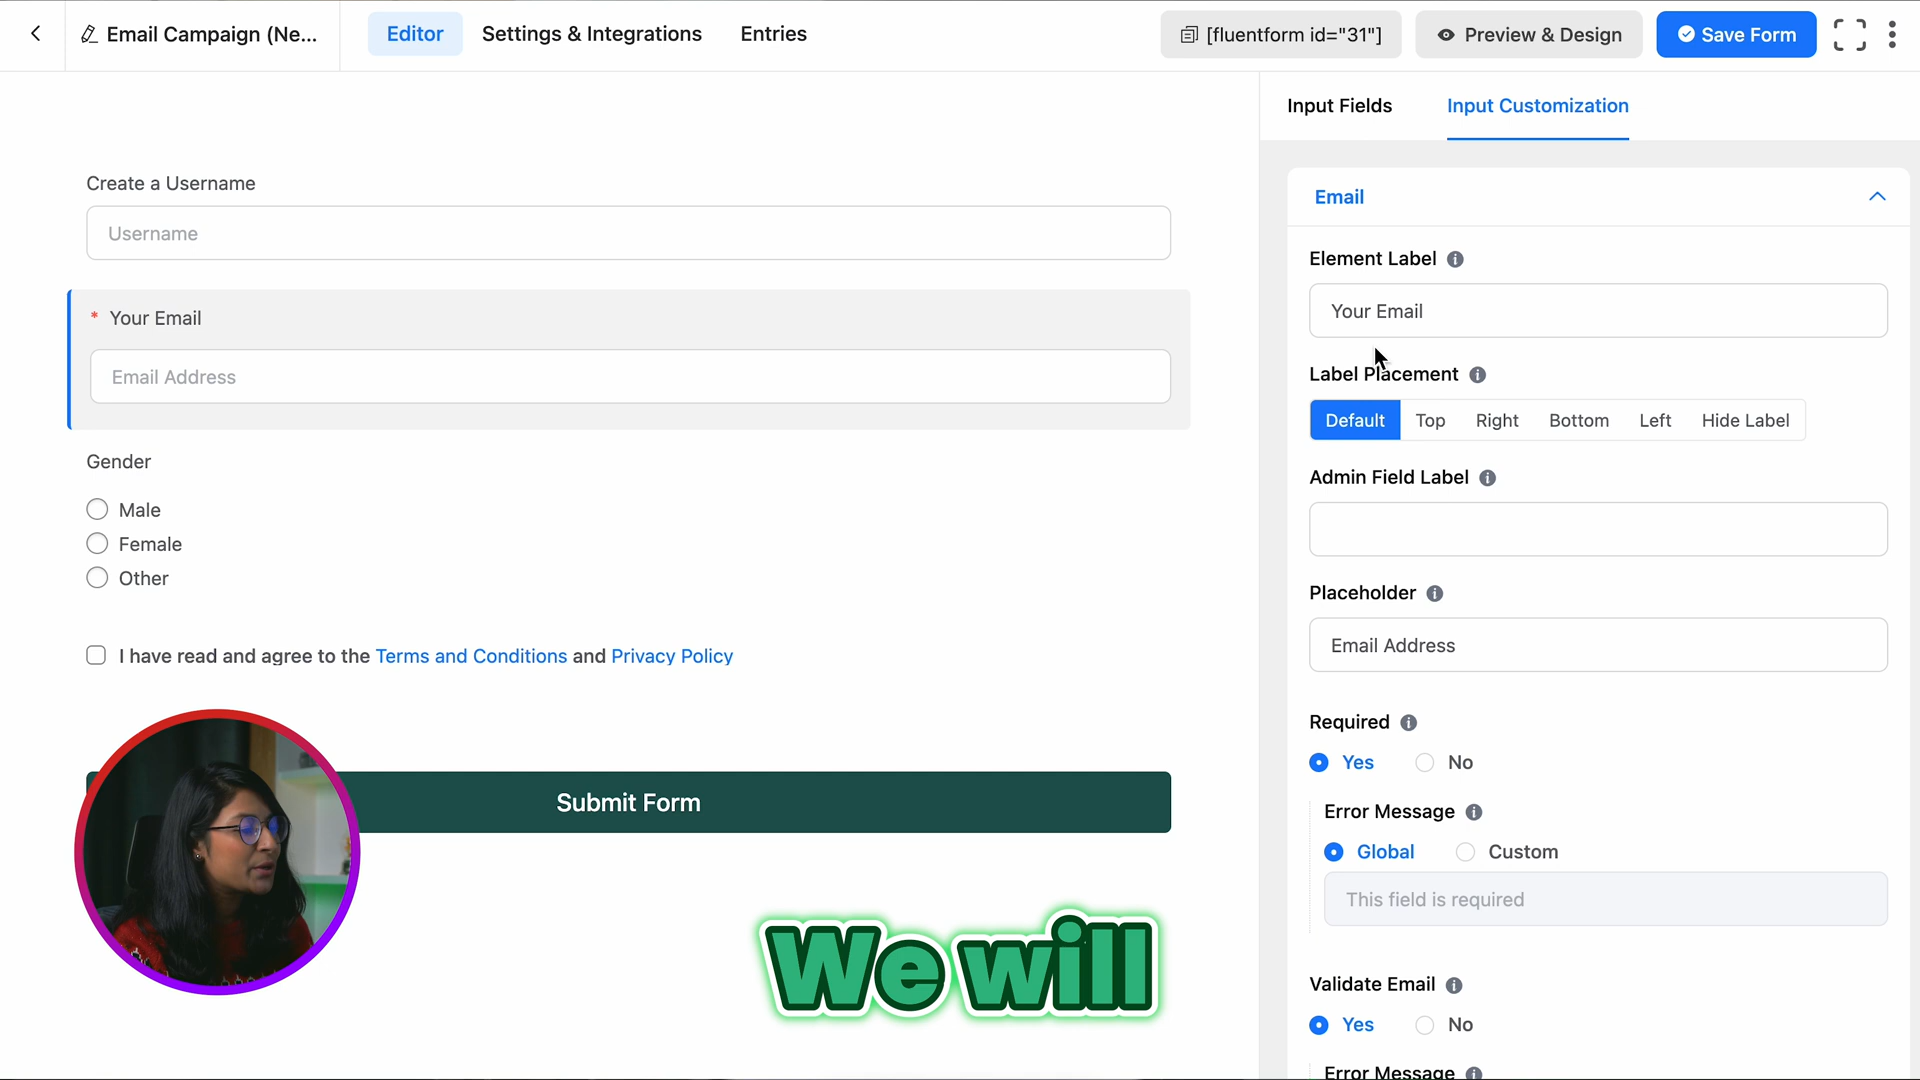 Email Campaign (Ne...
Editor
Settings & Integrations
Entries
[fluentform id="31"]
Preview & Design
Save Form
Input Fields
Input Customization
Create a Username
Username
* Your Email
Email Address
Gender
Male
Female
Other
I have read and agree to the Terms and Conditions and Privacy Policy
Submit Form
We will
Email
Element Label
Your Email
Label Placement
Default Top Right Bottom Left Hide Label
Admin Field Label
Placeholder
Email Address
Required
Yes No
Error Message
Global Custom
This field is required
Validate Email
Yes No
Error Message